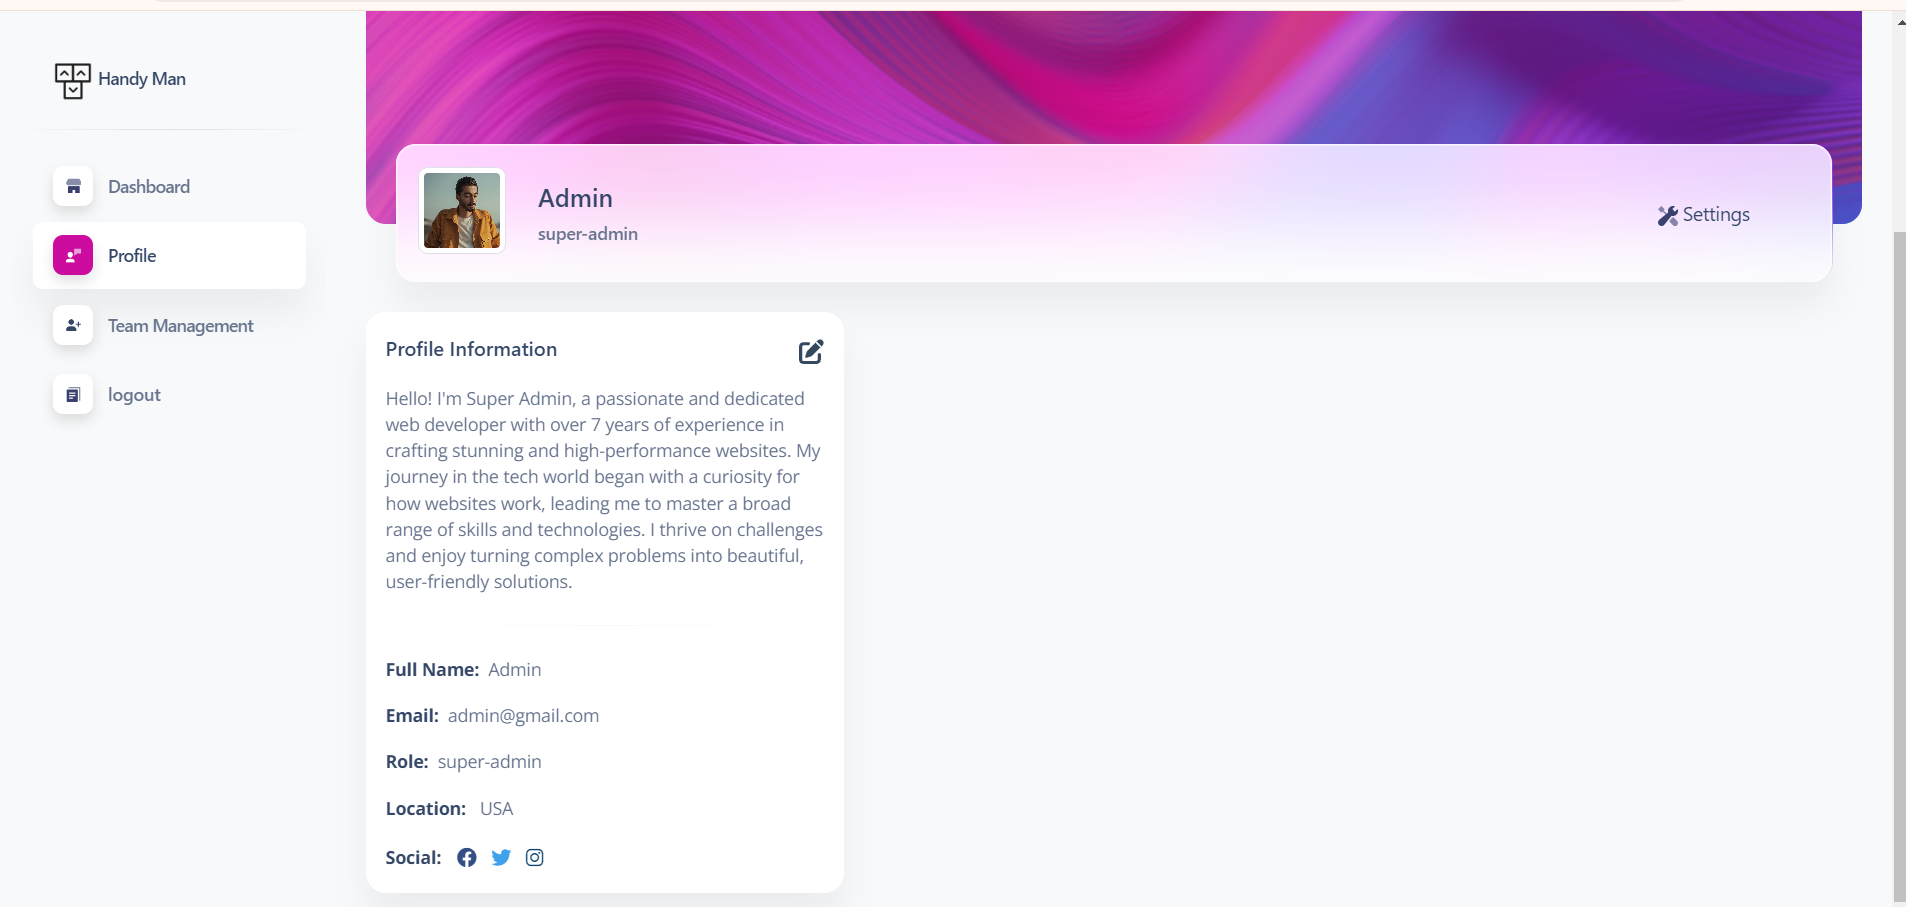 Handy Man
Dashboard
Profile
Team Management
logout
Admin
super-admin
Settings
Profile Information
Hello! I'm Super Admin, a passionate and dedicated
web developer with over 7 years of experience in
crafting stunning and high-performance websites. My
journey in the tech world began with a curiosity for
how websites work, leading me to master a broad
range of skills and technologies. I thrive on challenges
and enjoy turning complex problems into beautiful,
user-friendly solutions.
Full Name: Admin
Email: admin@gmail.com
Role: super-admin
Location: USA
Social: